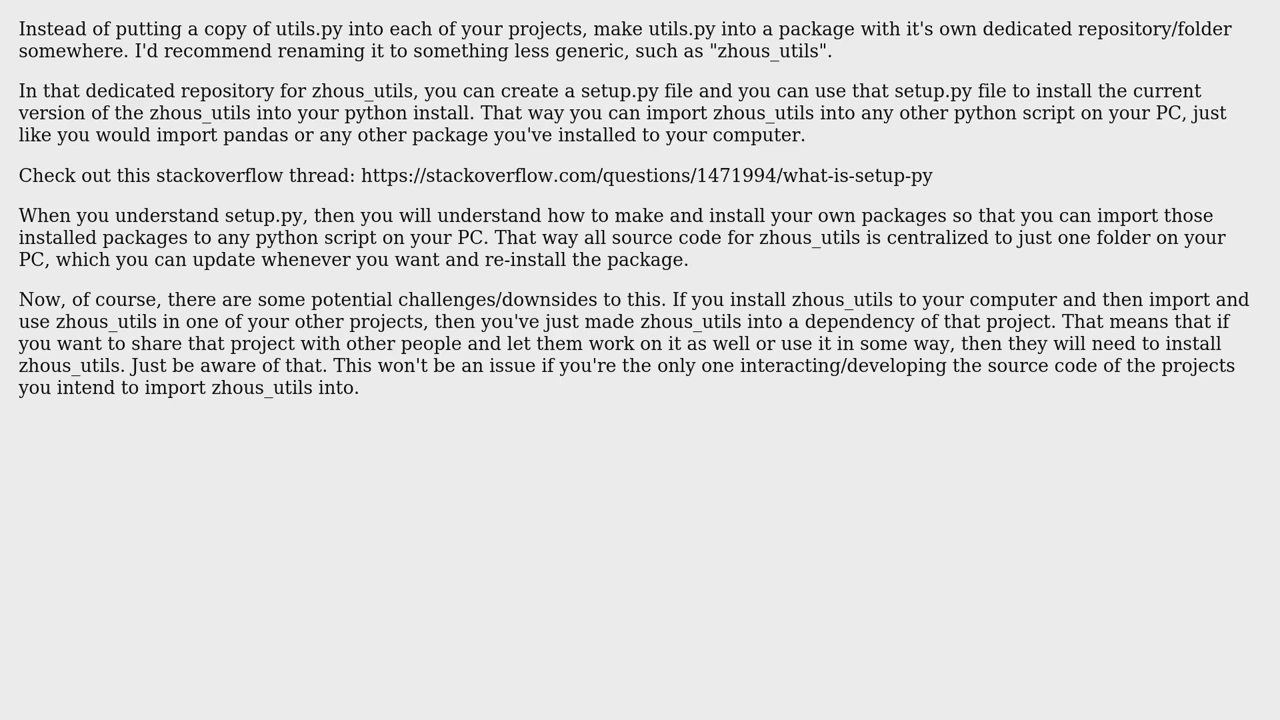 Instead of putting a copy of utils.py into each of your projects, make utils.py into a package with it's own dedicated repository/folder
somewhere. I'd recommend renaming it to something less generic, such as "zhous_utils".
In that dedicated repository for zhous_utils, you can create a setup.py file and you can use that setup.py file to install the current
version of the zhous_utils into your python install. That way you can import zhous_utils into any other python script on your PC, just
like you would import pandas or any other package you've installed to your computer.
Check out this stackoverflow thread: https://stackoverflow.com/questions/1471994/what-is-setup-py
When you understand setup.py, then you will understand how to make and install your own packages so that you can import those
installed packages to any python script on your PC. That way all source code for zhous_utils is centralized to just one folder on your
PC, which you can update whenever you want and re-install the package.
Now, of course, there are some potential challenges/downsides to this. If you install zhous_utils to your computer and then import and
use zhous_utils in one of your other projects, then you've just made zhous_utils into a dependency of that project. That means that if
you want to share that project with other people and let them work on it as well or use it in some way, then they will need to install
zhous_utils. Just be aware of that. This won't be an issue if you're the only one interacting/developing the source code of the projects
you intend to import zhous_utils into.